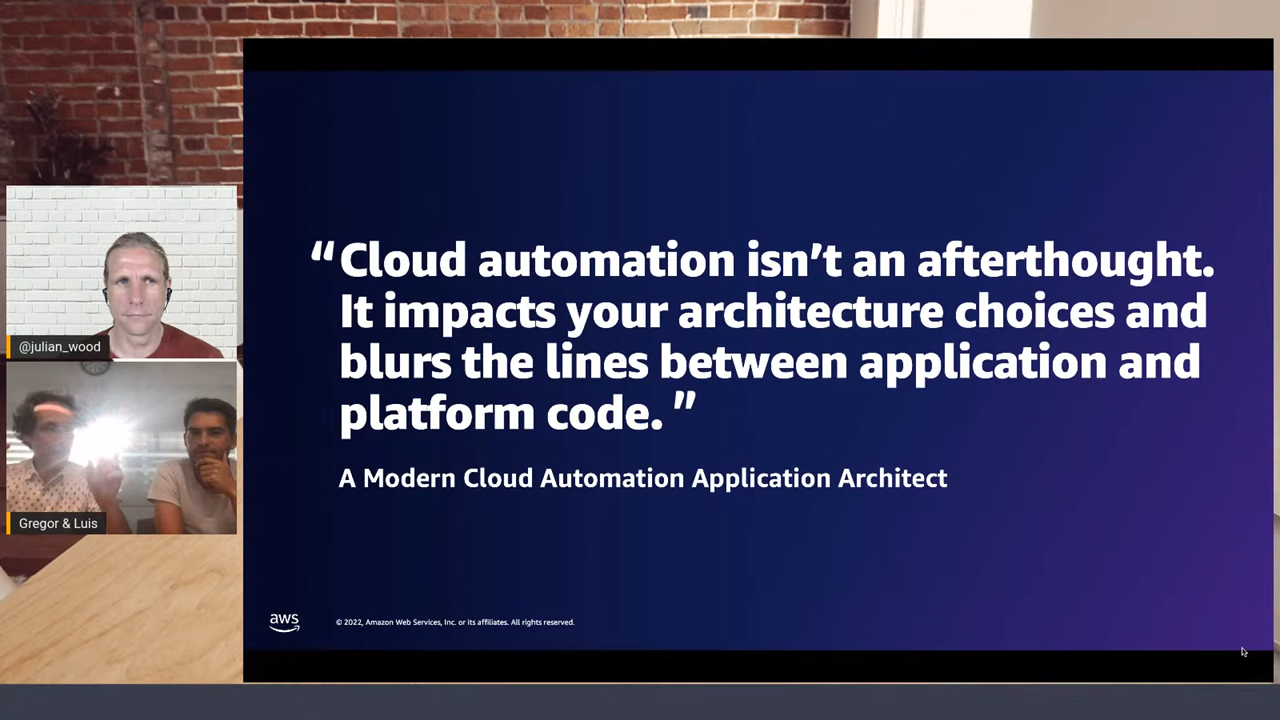 @julian_wood
Gregor & Luis
“Cloud automation isn’t an afterthought.
It impacts your architecture choices and
blurs the lines between application and
platform code.”
A Modern Cloud Automation Application Architect
aws
© 2022, Amazon Web Services, Inc. or its affiliates. All rights reserved.